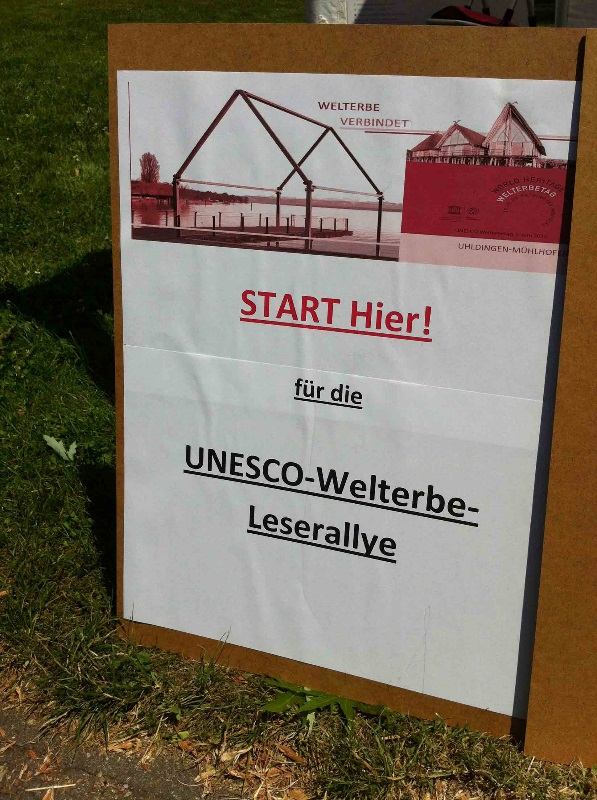 WELTERBE
VERBINDET
WORLD HERITAGE
WELTERBETAG
UHLDINGEN-MÜHLHOFEN
START Hier!
für die
UNESCO-Welterbe-
Leserallye